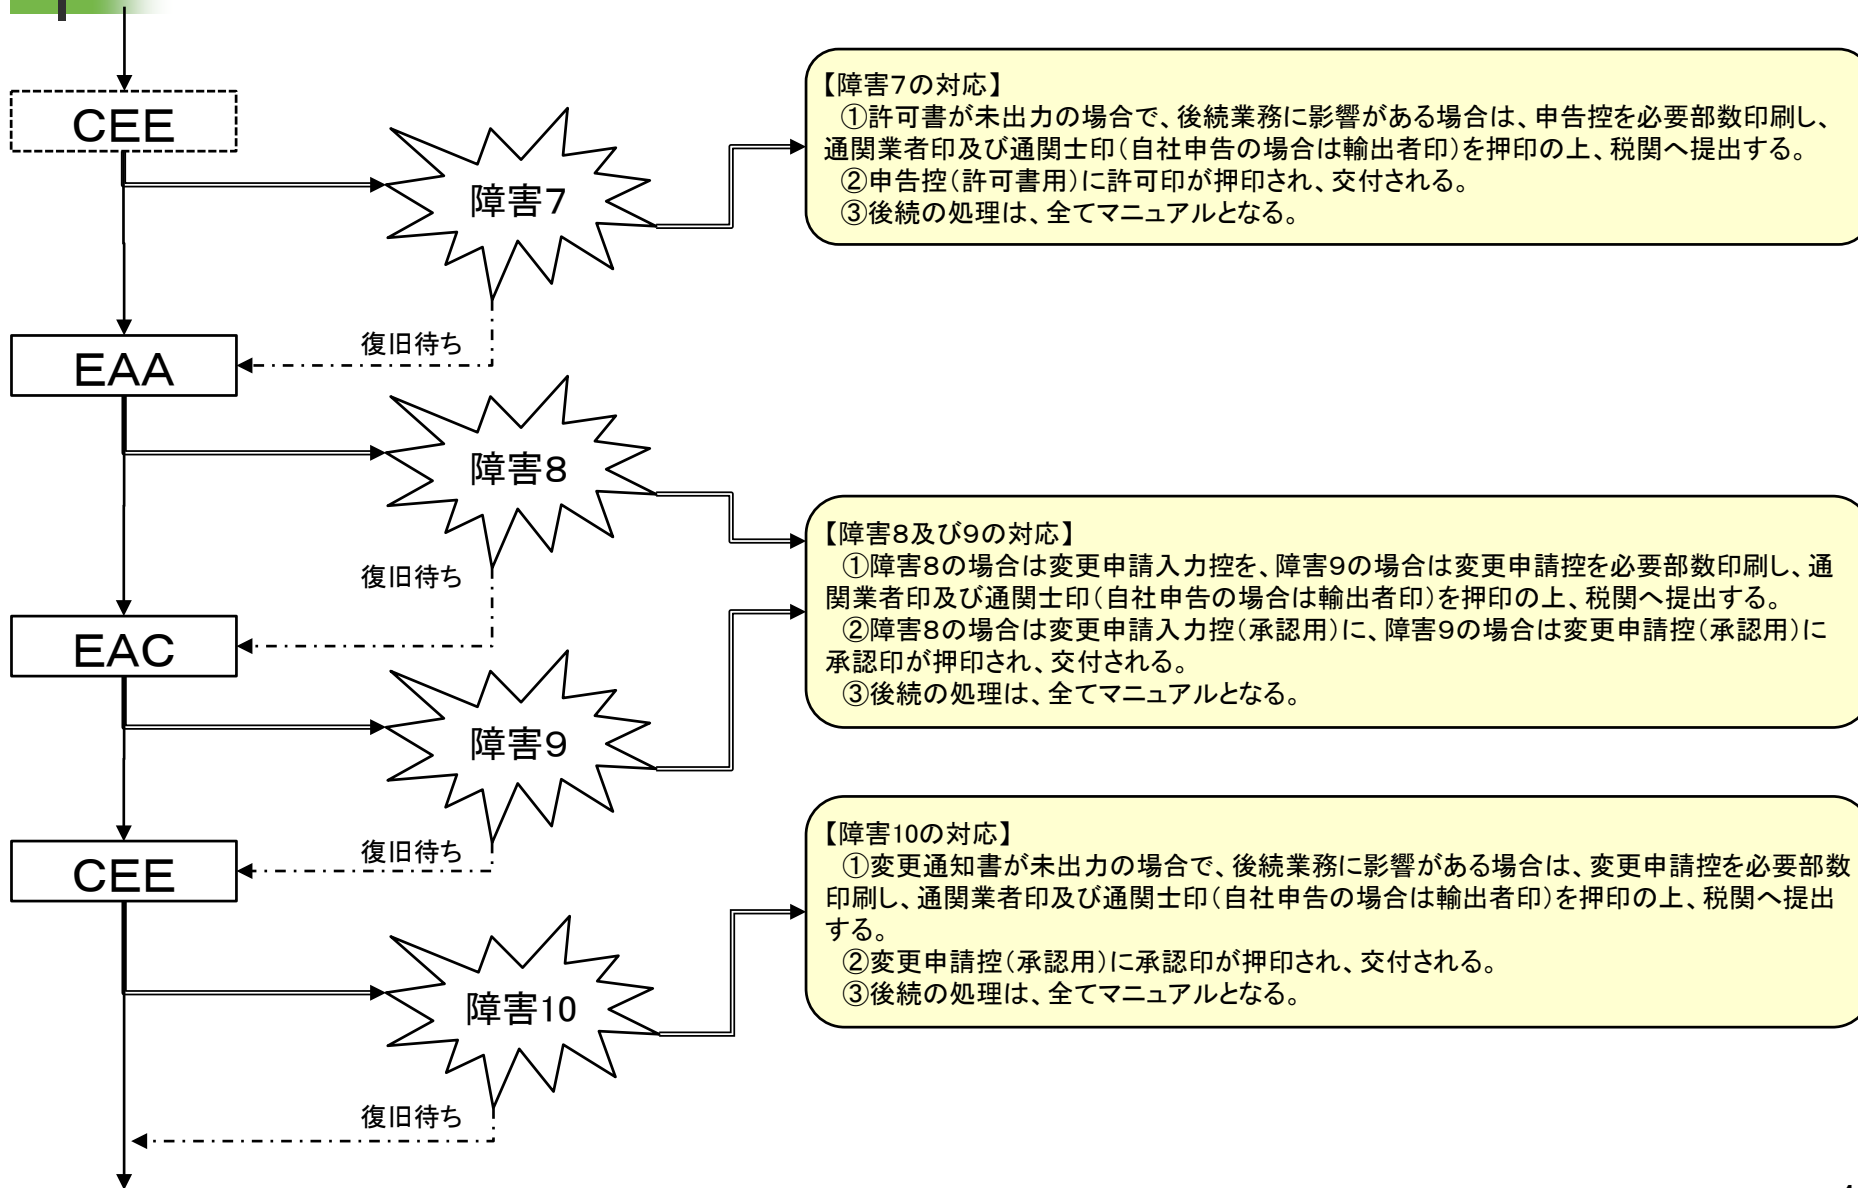 CEE
障害7
【障害7の対応】
①許可書が未出力の場合で、後続業務に影響がある場合は、申告控を必要部数印刷し、
通関業者印及び通関士印（自社申告の場合は輸出者印）を押印の上、税関へ提出する。
②申告控（許可書用）に許可印が押印され、交付される。
③後続の処理は、全てマニュアルとなる。
復旧待ち
EAA
障害8
【障害8及び9の対応】
①障害8の場合は変更申請入力控を、障害9の場合は変更申請控を必要部数印刷し、通
関業者印及び通関士印（自社申告の場合は輸出者印）を押印の上、税関へ提出する。
②障害8の場合は変更申請入力控（承認用）に、障害9の場合は変更申請控（承認用）に
承認印が押印され、交付される。
③後続の処理は、全てマニュアルとなる。
復旧待ち
EAC
障害9
復旧待ち
CEE
【障害10の対応】
①変更通知書が未出力の場合で、後続業務に影響がある場合は、変更申請控を必要部数
印刷し、通関業者印及び通関士印（自社申告の場合は輸出者印）を押印の上、税関へ提出
する。
②変更申請控（承認用）に承認印が押印され、交付される。
③後続の処理は、全てマニュアルとなる。
障害10
復旧待ち